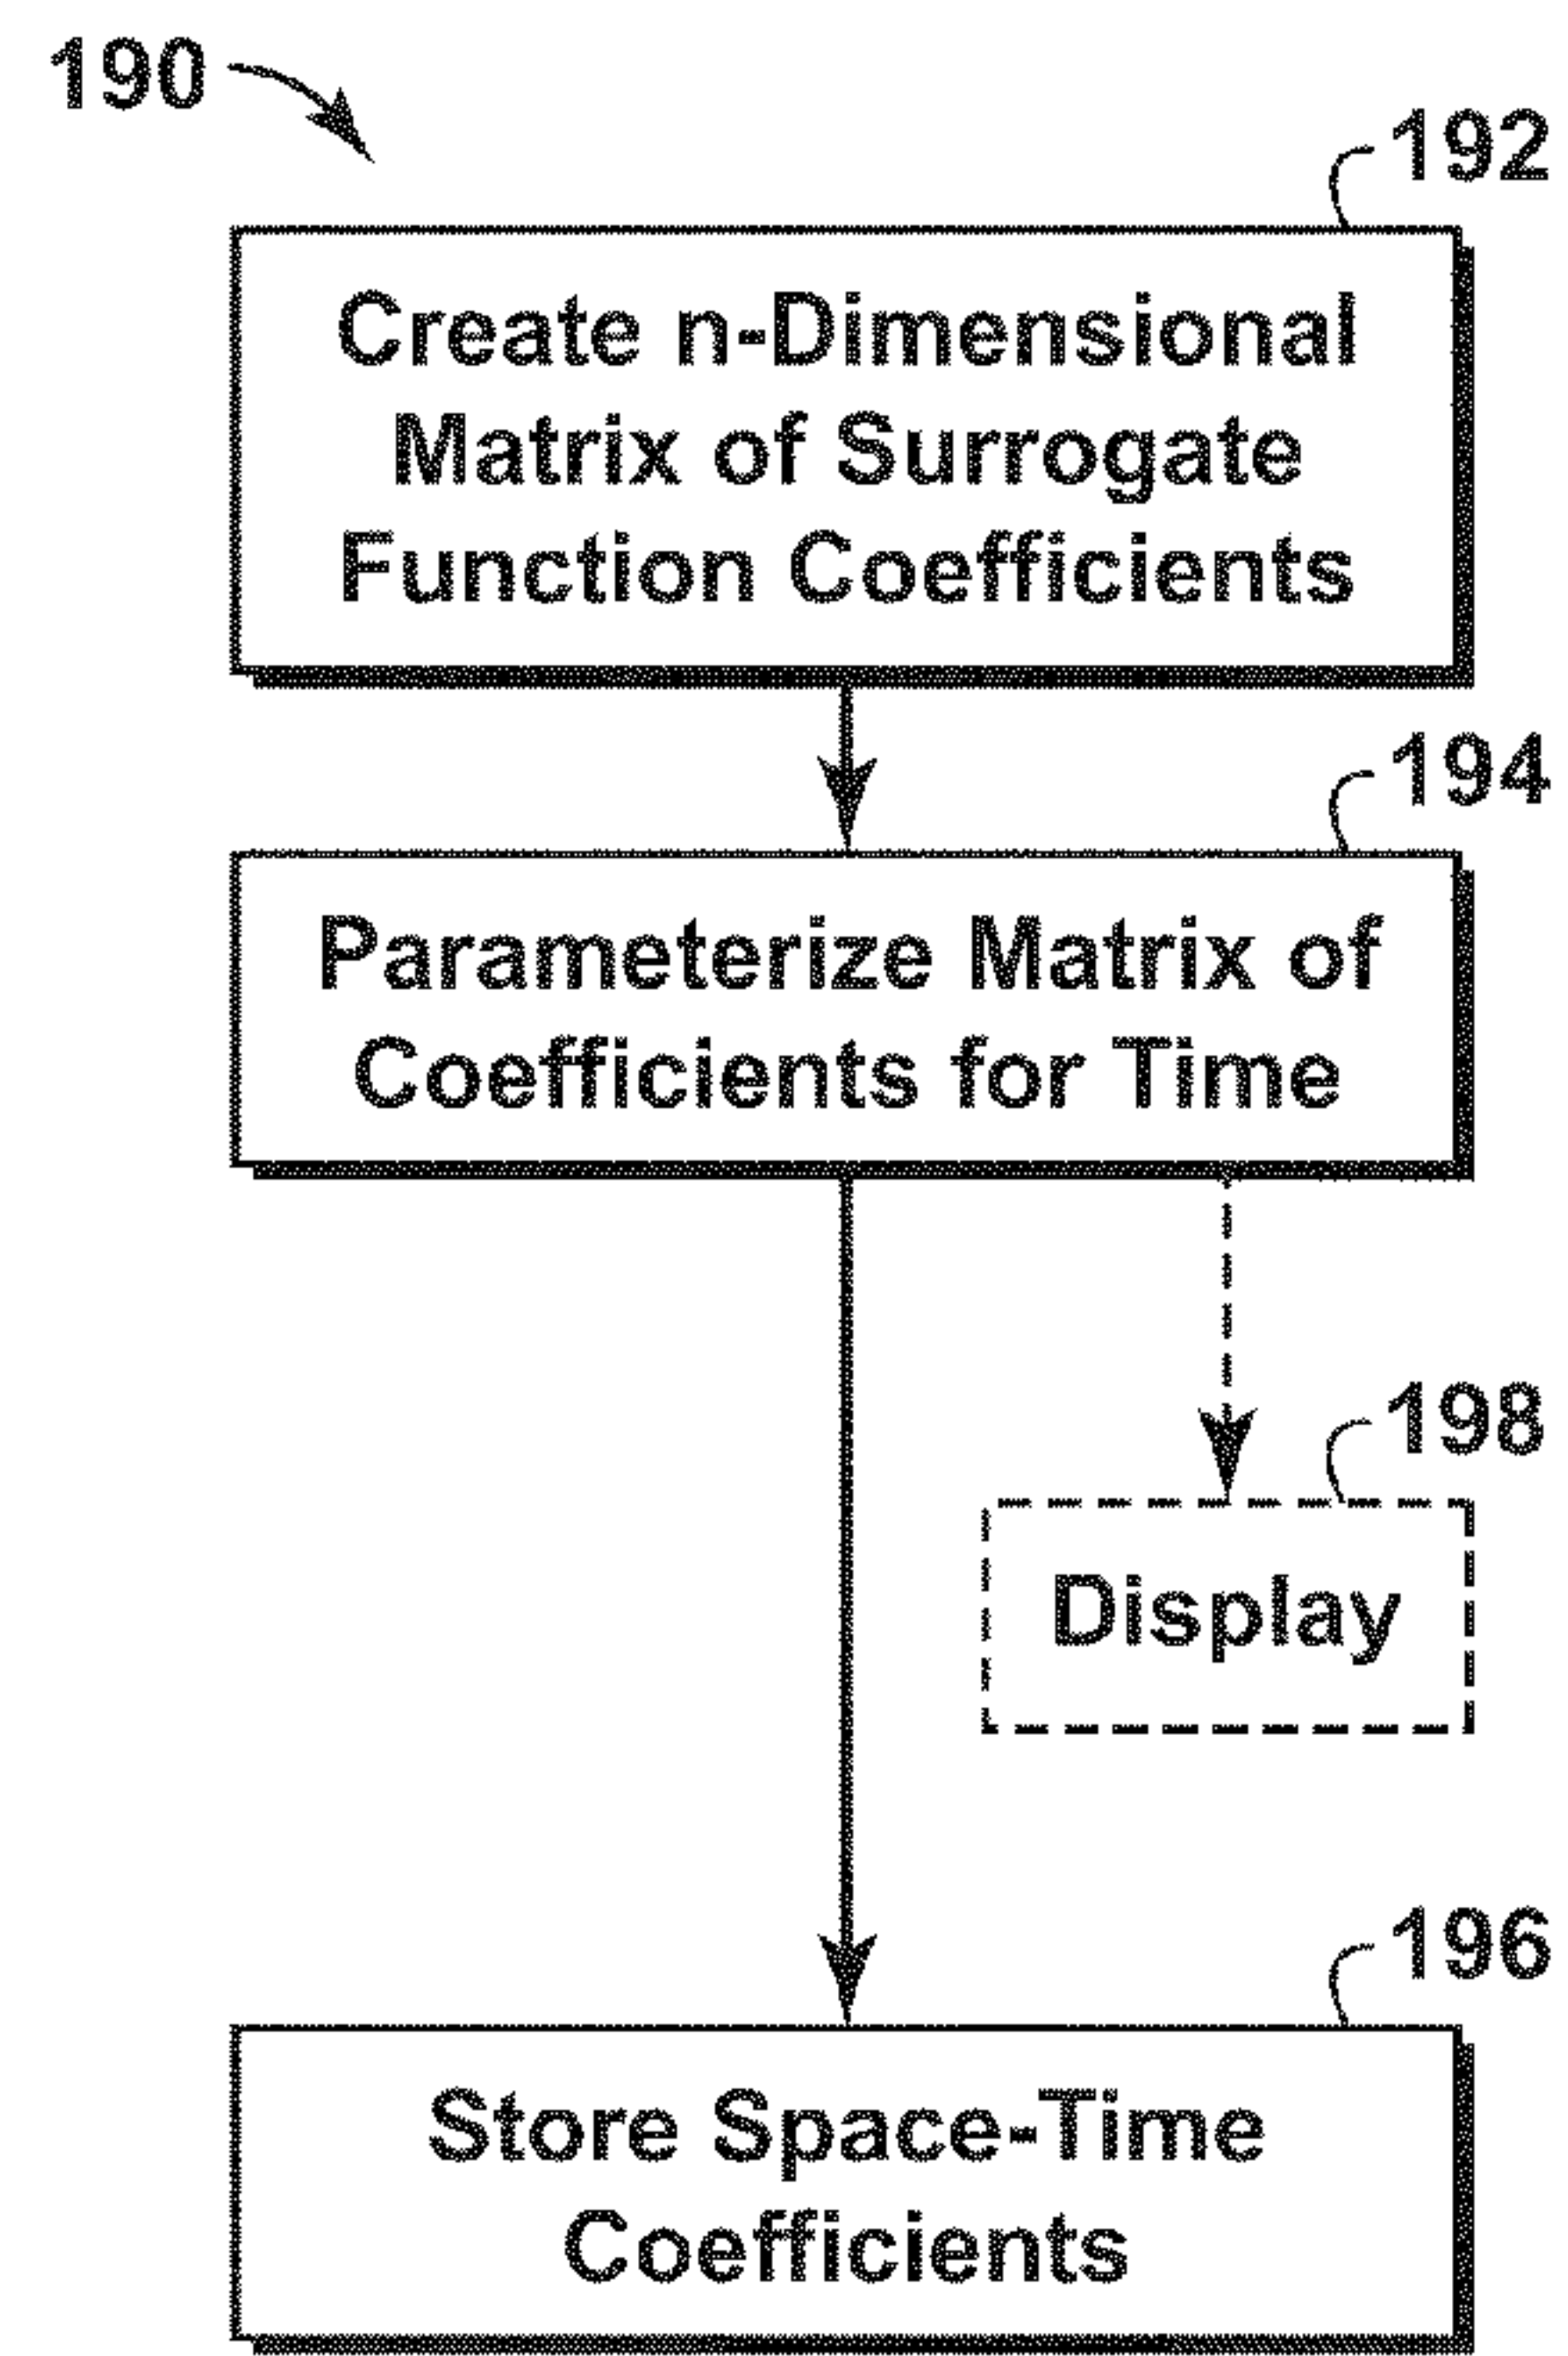 190
192
Create n-Dimensional
Matrix of Surrogate
Function Coefficients
194
Parameterize Matrix of
Coefficients for Time
198
Display
196
Store Space-Time
Coefficients